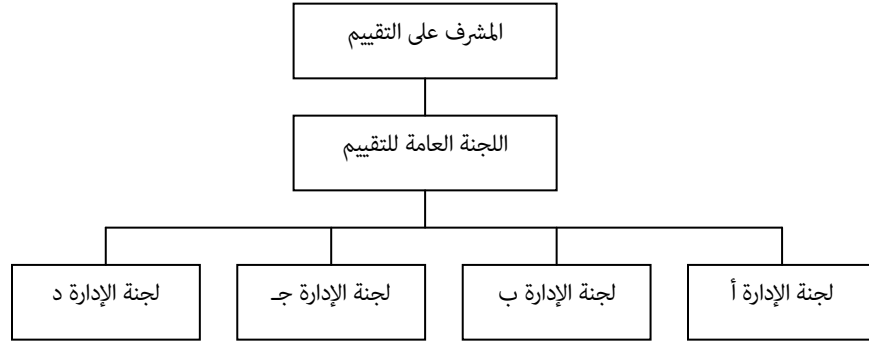 المشرف على التقييم
اللجنة العامة للتقييم
لجنة الإدارة أ
لجنة الإدارة ب
لجنة الإدارة جـ
لجنة الإدارة د